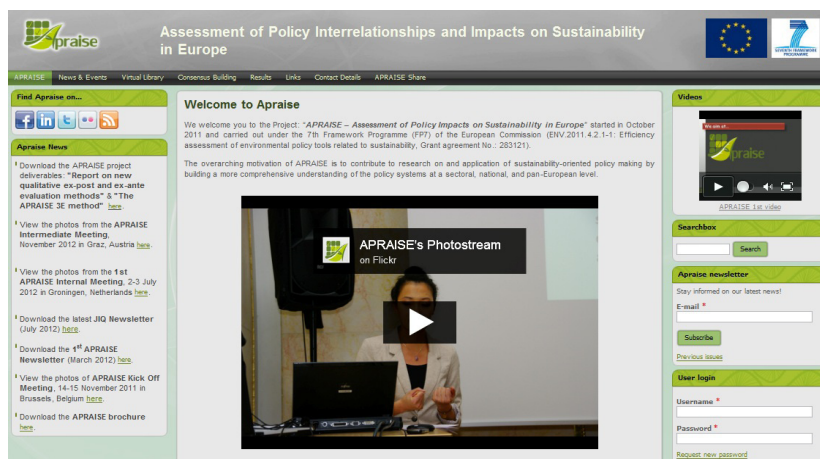 Apraise
Assessment of Policy Interrelationships and Impacts on Sustainability
in Europe
SEVENTH FRAMEWORK
PROGRAMME
APRAISE News & Events Virtual Library Consensus Building Results Links Contact Details APRAISE Share
Find Apraise on...
Apraise News
Download the APRAISE project
deliverables: "Report on new
qualitative ex-post and ex-ante
evaluation methods" & "The
APRAISE 3E method" here.
View the photos from the APRAISE
Intermediate Meeting,
November 2012 in Graz, Austria here.
View the photos from the 1st
APRAISE Internal Meeting, 2-3 July
2012 in Groningen, Netherlands here.
Download the latest JIQ Newsletter
(July 2012) here.
Download the 1st APRAISE
Newsletter (March 2012) here.
View the photos of APRAISE Kick Off
Meeting, 14-15 November 2011 in
Brussels, Belgium here.
Download the APRAISE brochure
here.
Welcome to Apraise
We welcome you to the Project: "APRAISE – Assessment of Policy Impacts on Sustainability in Europe" started in October
2011 and carried out under the 7th Framework Programme (FP7) of the European Commission (ENV.2011.4.2.1-1: Efficiency
assessment of environmental policy tools related to sustainability, Grant agreement No.: 283121).
The overarching motivation of APRAISE is to contribute to research on and application of sustainability-oriented policy making by
building a more comprehensive understanding of the policy systems at a sectoral, national, and pan-European level.
APRAISE's Photostream
on Flickr
Videos
We aim at...
praise
APRAISE 1st video
Searchbox
Search
Apraise newsletter
Stay informed on our latest news!
E-mail *
Subscribe
Previous issues
User login
Username *
Password *
Request new password